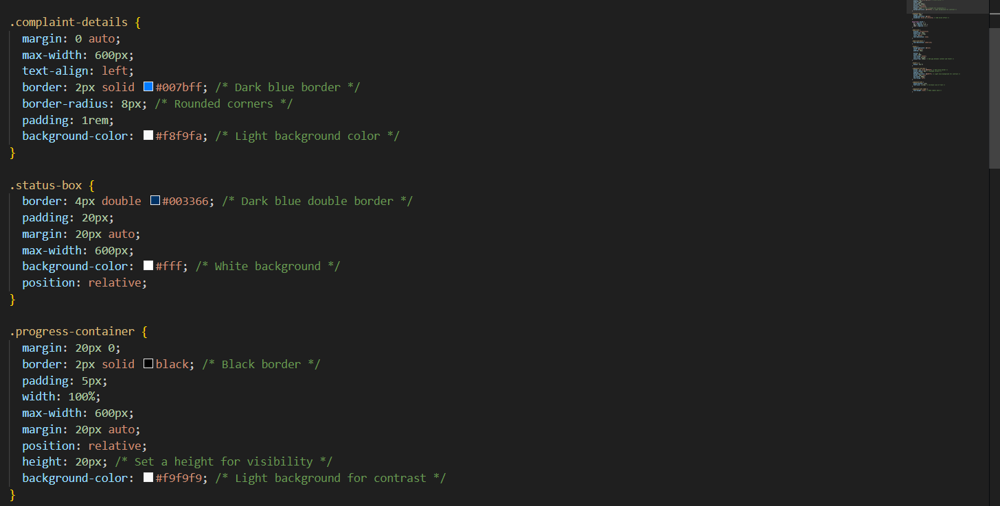 .complaint-details {
  margin: 0 auto;
  max-width: 600px;
  text-align: left;
  border: 2px solid #007bff; /* Dark blue border */
  border-radius: 8px; /* Rounded corners */
  padding: 1rem;
  background-color: #f8f9fa; /* Light background color */
}

.status-box {
  border: 4px double #003366; /* Dark blue double border */
  padding: 20px;
  margin: 20px auto;
  max-width: 600px;
  background-color: #fff; /* White background */
  position: relative;
}

.progress-container {
  margin: 20px 0;
  border: 2px solid black; /* Black border */
  padding: 5px;
  width: 100%;
  max-width: 600px;
  margin: 20px auto;
  position: relative;
  height: 20px; /* Set a height for visibility */
  background-color: #f9f9f9; /* Light background for contrast */
}